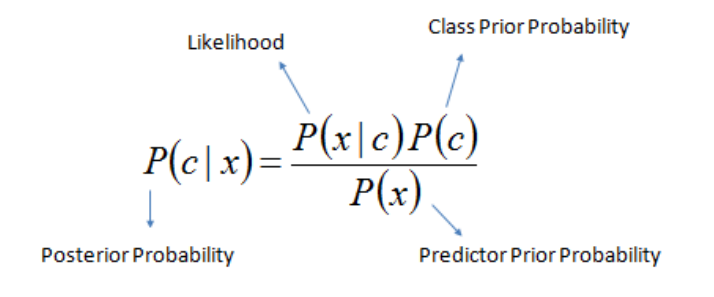 Class Prior Probability
Likelihood
P(c | x) = P(x | c)P(c) / P(x)
Posterior Probability
Predictor Prior Probability